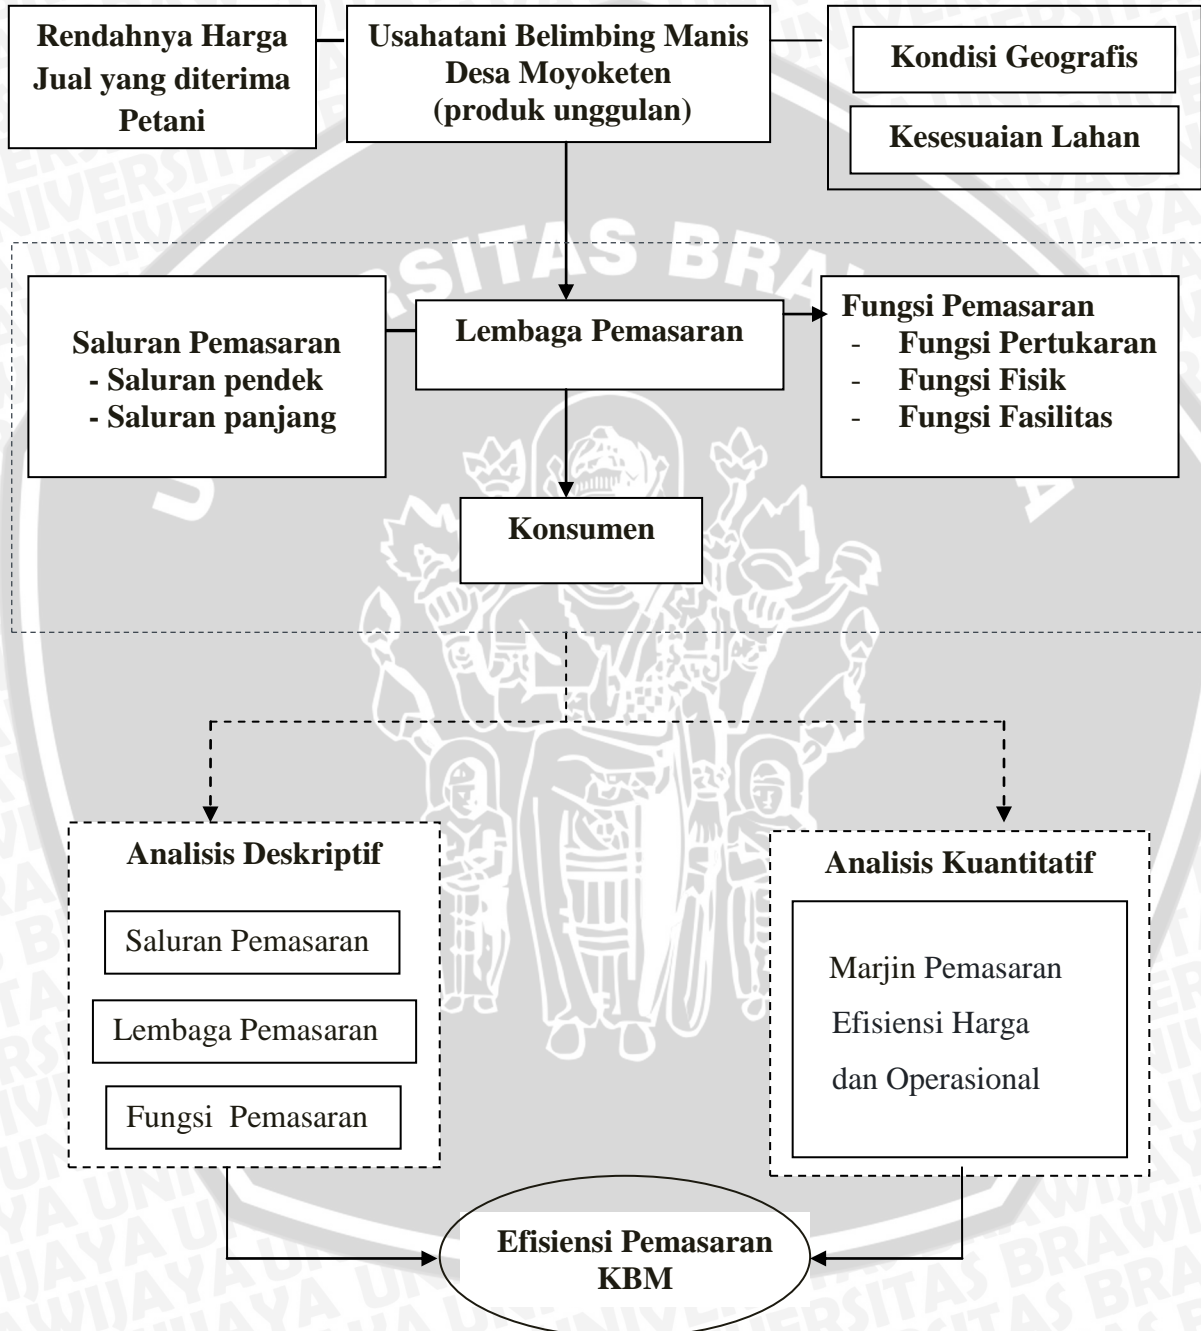 Rendahnya Harga
Jual yang diterima
Petani
Usahatani Belimbing Manis
Desa Moyoketen
(produk unggulan)
Kondisi Geografis
Kesesuaian Lahan
Saluran Pemasaran
- Saluran pendek
- Saluran panjang
Lembaga Pemasaran
Fungsi Pemasaran
- Fungsi Pertukaran
- Fungsi Fisik
- Fungsi Fasilitas
Konsumen
Analisis Deskriptif
Saluran Pemasaran
Lembaga Pemasaran
Fungsi Pemasaran
Analisis Kuantitatif
Marjin Pemasaran
Efisiensi Harga
dan Operasional
Efisiensi Pemasaran
KBM